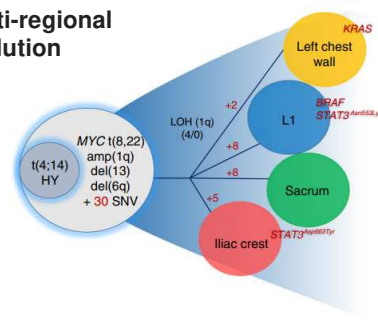 ti-regional
lution
KRAS
Left chest
wall
+2
LOH (1q)
(4/0)
BRAF
L1
MYC t(8,22)
amp(1q)
del(13)
del(6q)
+ 30 SNV
t(4;14)
HY
+8
+8
Sacrum
+5
Iliac crest